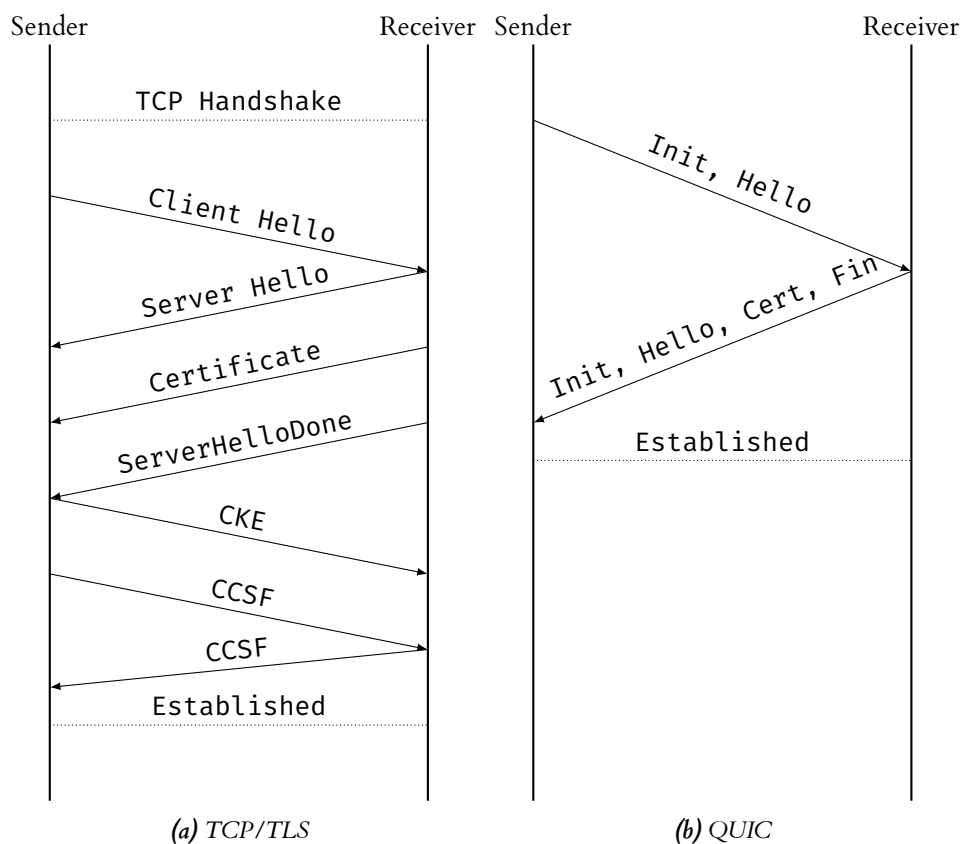 Sender
Receiver
TCP Handshake
Client Hello
Server Hello
Certificate
ServerHelloDone
CKE
CCSF
CCSF
Established
(a) TCP/TLS
Sender
Receiver
Init, Hello
Init, Hello, Cert, Fin
Established
(b) QUIC